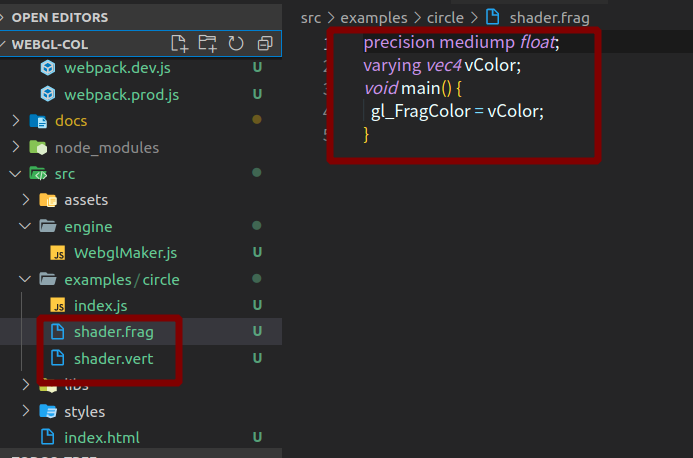 OPEN EDITORS
WEBGL-COL
webpack.dev.js U
webpack.prod.js U
docs
node_modules
src
assets
engine
JS WebglMaker.js U
examples/circle
JS index.js U
shader.frag U
shader.vert U
libs
styles
index.html U
src > examples > circle > shader.frag
1 precision mediump float;
2 varying vec4 vColor;
3 void main() {
4 gl_FragColor = vColor;
5 }